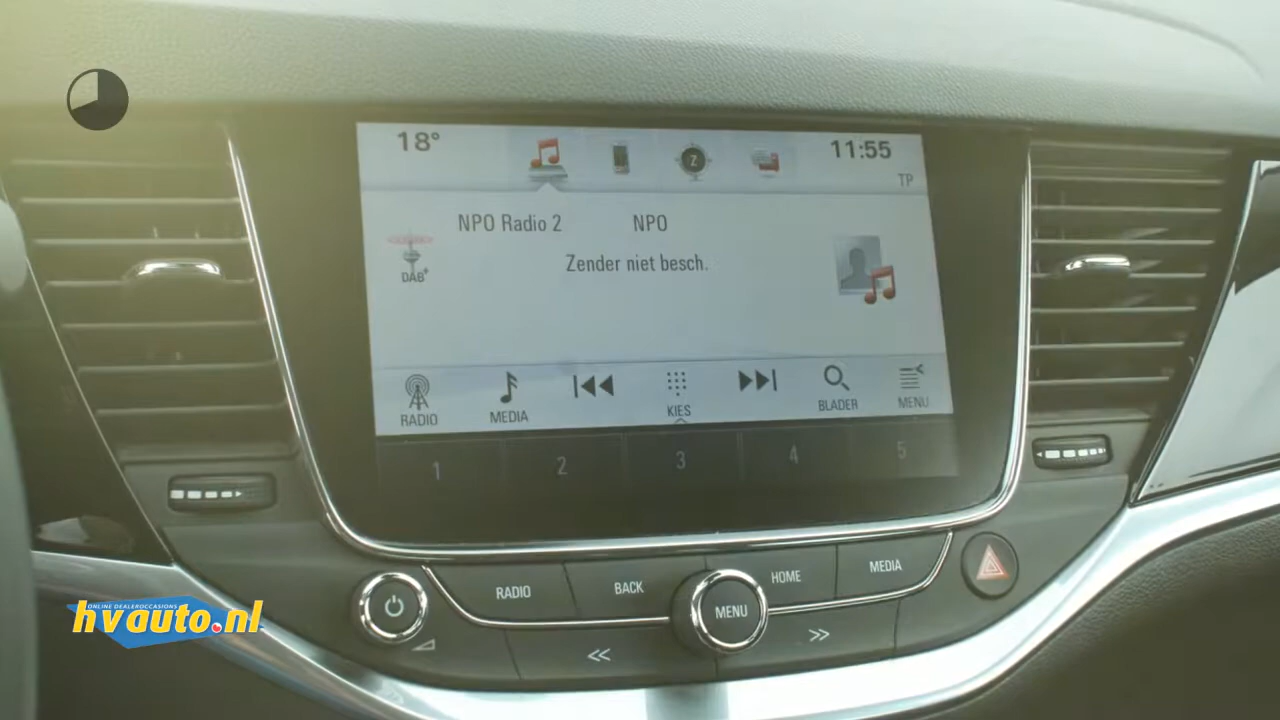 18°
11:55
TP
NPO Radio 2 NPO
DAB+
Zender niet besch.
RADIO MEDIA KIES BLADER MENU
1 2 3 4 5
RADIO BACK MENU HOME MEDIA
ONLINE DEALEROCCASIONS
hvauto.nl